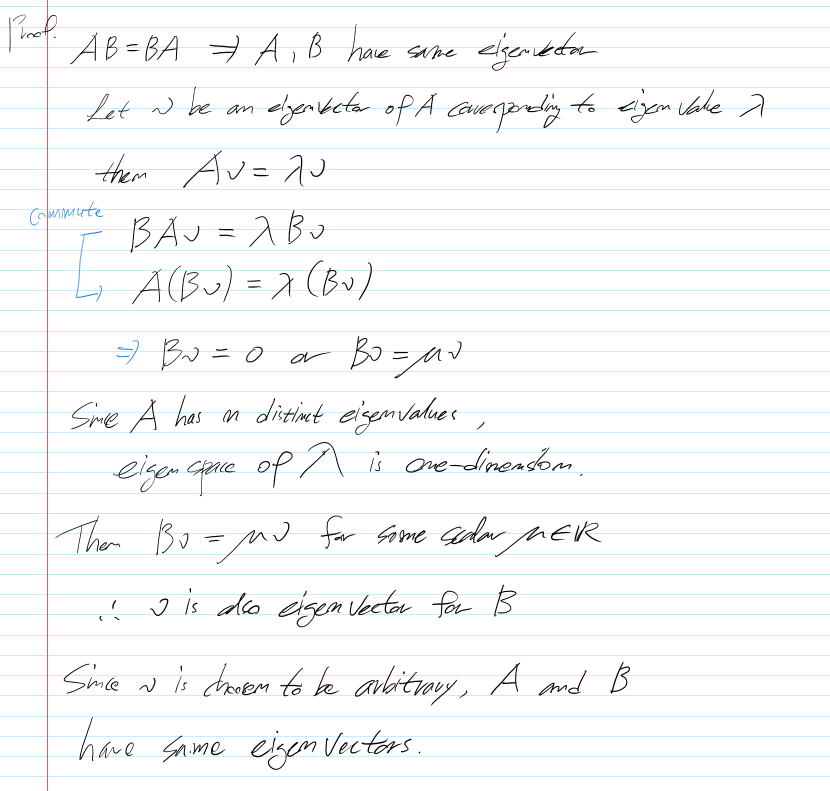 Proof.
AB = BA ⇒ A, B have same eigenvector
Let v be an eigenvector of A corresponding to eigenvalue λ
then Av = λv
Commute
BAv = λBv
A(Bv) = λ(Bv)
⇒ Bv = 0 or Bv = μv
Since A has n distinct eigenvalues,
eigenspace of λ is one-dimension.
Then Bv = μv for some scalar μ∈ℝ
∴ v is also eigenvector for B
Since v is chosen to be arbitrary, A and B
have same eigenvectors.